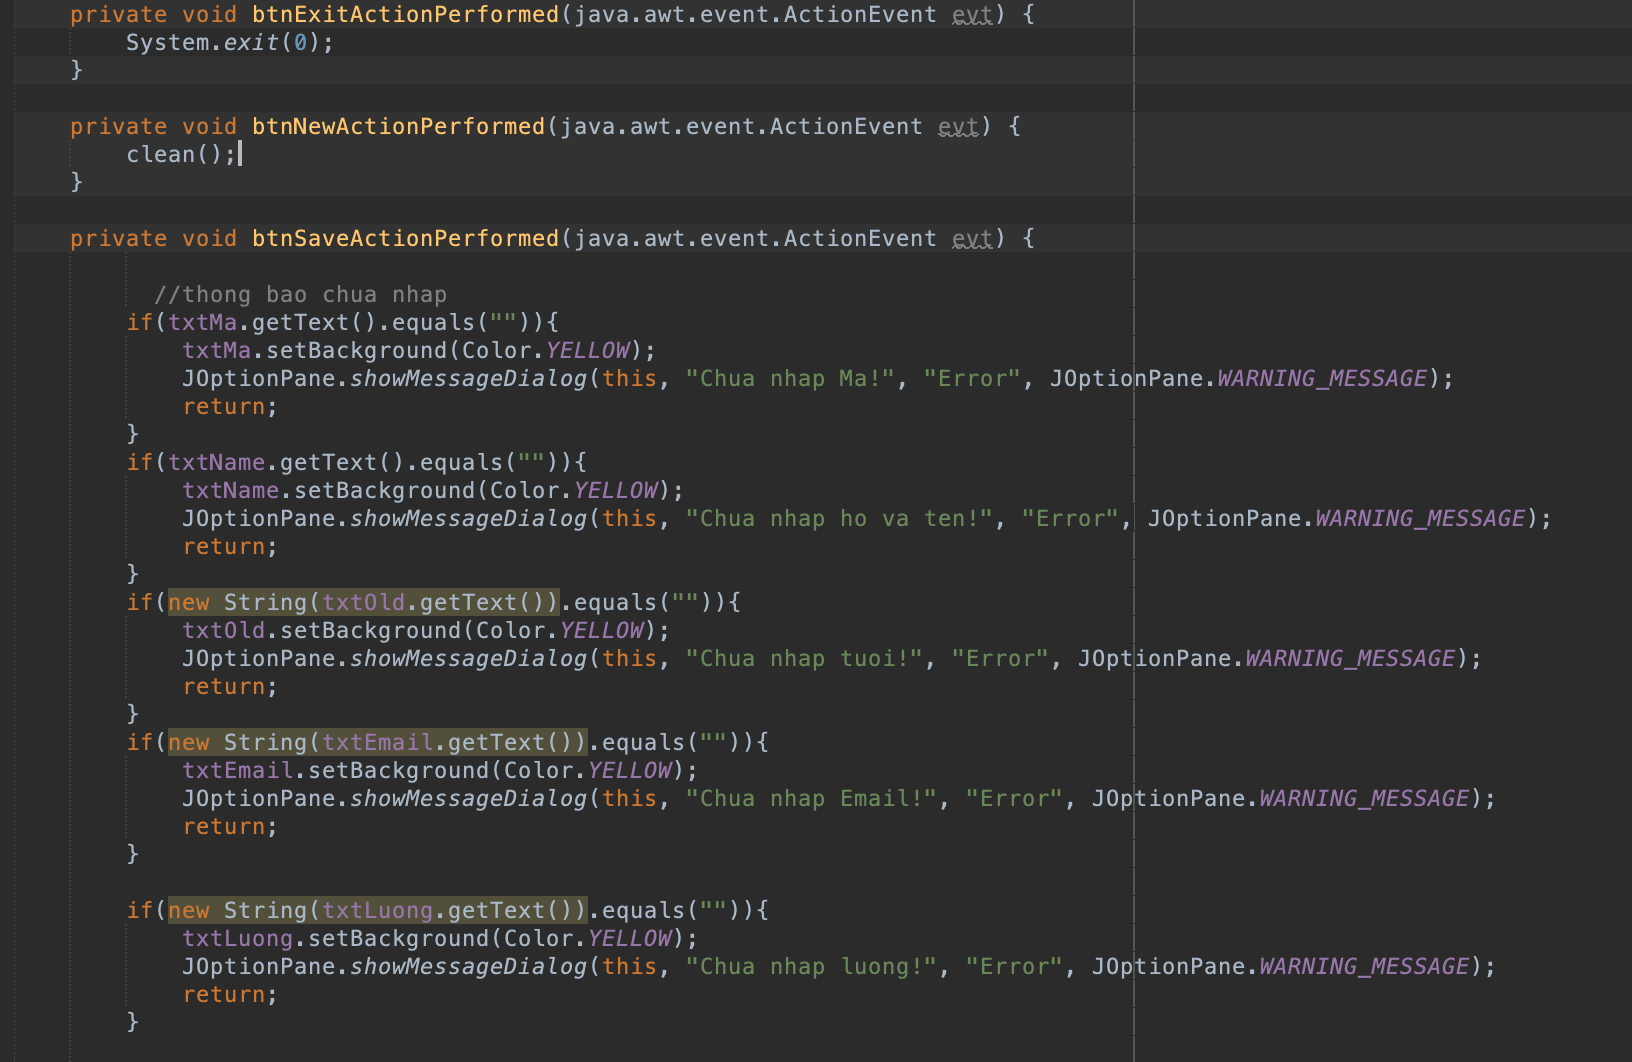 private void btnExitActionPerformed(java.awt.event.ActionEvent evt) {
System.exit(0);
}
private void btnNewActionPerformed(java.awt.event.ActionEvent evt) {
clean();
}
private void btnSaveActionPerformed(java.awt.event.ActionEvent evt) {
//thong bao chua nhap
if(txtMa.getText().equals("")){
txtMa.setBackground(Color.YELLOW);
JOptionPane.showMessageDialog(this, "Chua nhap Ma!", "Error", JOptionPane.WARNING_MESSAGE);
return;
}
if(txtName.getText().equals("")){
txtName.setBackground(Color.YELLOW);
JOptionPane.showMessageDialog(this, "Chua nhap ho va ten!", "Error", JOptionPane.WARNING_MESSAGE);
return;
}
if(new String(txtOld.getText()).equals("")){
txtOld.setBackground(Color.YELLOW);
JOptionPane.showMessageDialog(this, "Chua nhap tuoi!", "Error", JOptionPane.WARNING_MESSAGE);
return;
}
if(new String(txtEmail.getText()).equals("")){
txtEmail.setBackground(Color.YELLOW);
JOptionPane.showMessageDialog(this, "Chua nhap Email!", "Error", JOptionPane.WARNING_MESSAGE);
return;
}
if(new String(txtLuong.getText()).equals("")){
txtLuong.setBackground(Color.YELLOW);
JOptionPane.showMessageDialog(this, "Chua nhap luong!", "Error", JOptionPane.WARNING_MESSAGE);
return;
}